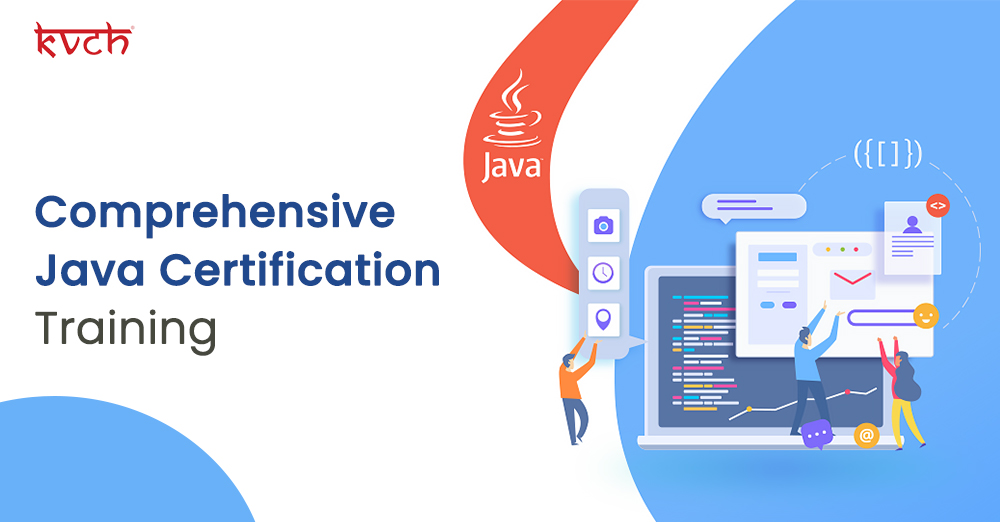 kvch
Java
({[]})
Comprehensive
Java Certification
Training
<>
@